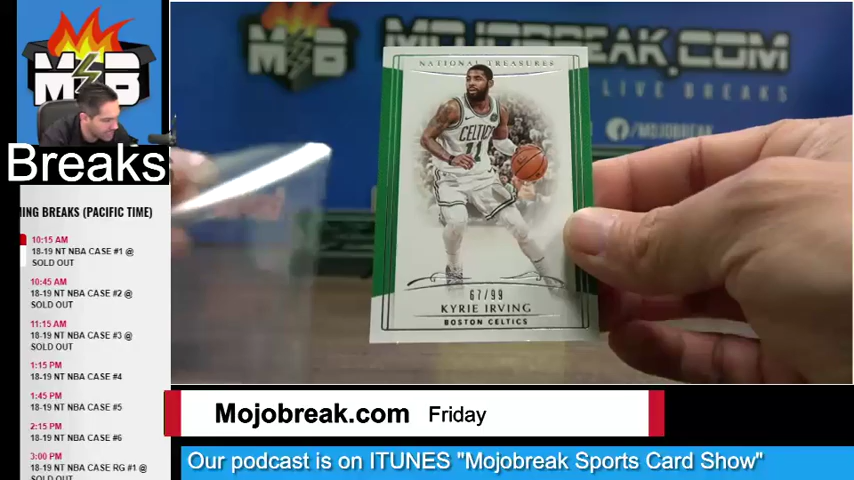 MB
Breaks
MING BREAKS (PACIFIC TIME)
10:15 AM
18-19 NT NBA CASE #1 @
SOLD OUT
10:45 AM
18-19 NT NBA CASE #2 @
SOLD OUT
11:15 AM
18-19 NT NBA CASE #3 @
SOLD OUT
1:15 PM
18-19 NT NBA CASE #4
1:45 PM
18-19 NT NBA CASE #5
2:15 PM
18-19 NT NBA CASE #6
3:00 PM
18-19 NT NBA CASE RG #1 @
SOLD OUT
MB
MOJOBREAK.COM
LIVE BREAKS
/MOJOBREAK
NATIONAL TREASURES
CELTICS
11
67/99
KYRIE IRVING
BOSTON CELTICS
Mojobreak.com Friday
Our podcast is on ITUNES "Mojobreak Sports Card Show"